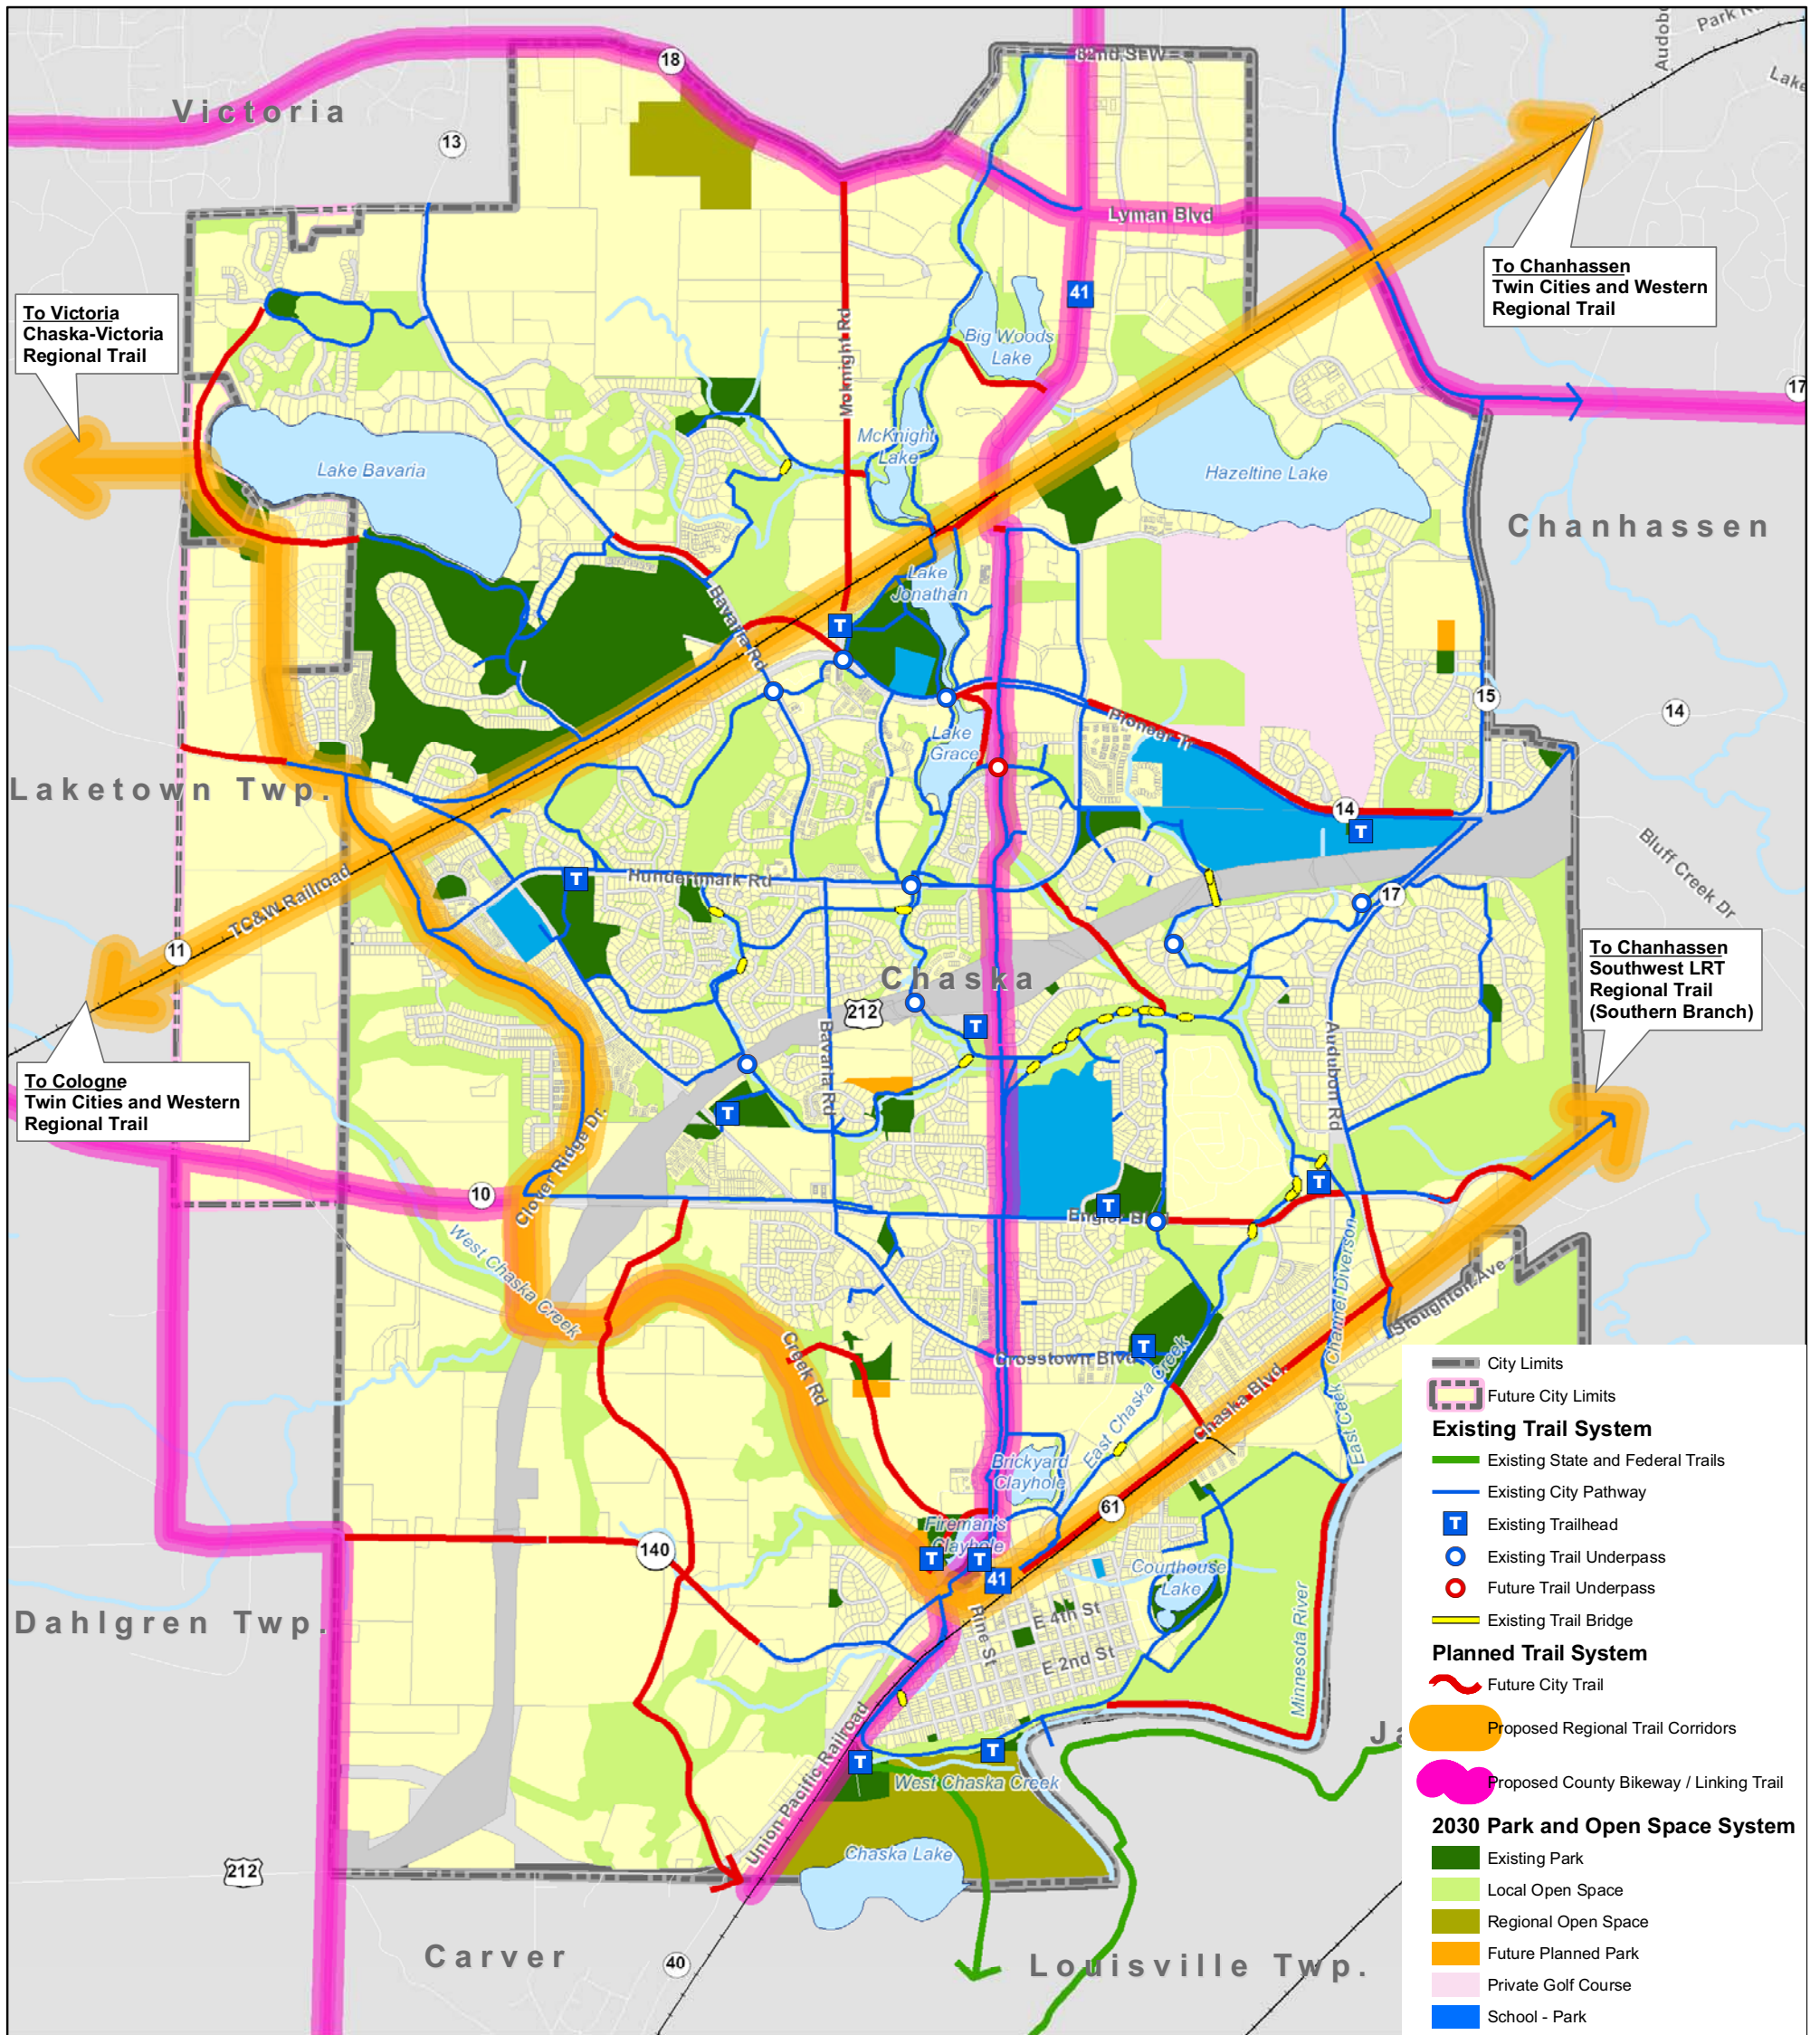 Audobo
Park R
Lake
18
82nd St W
Victoria
13
Lyman Blvd
To Chanhassen
Twin Cities and Western
Regional Trail
41
To Victoria
Chaska-Victoria
Regional Trail
Big Woods
Lake
Mcknight Rd
17
McKnight
Lake
Lake Bavaria
Hazeltine Lake
Chanhassen
Lake
Jonathan
Bavaria Rd
T
15
14
Pioneer Tr
Lake
Grace
Laketown Twp.
14
T
Bluff Creek Dr
T
Hundertmark Rd
17
TC&W Railroad
11
To Chanhassen
Southwest LRT
Regional Trail
(Southern Branch)
Chaska
212
T
Bavaria Rd
Audubon Rd
To Cologne
Twin Cities and Western
Regional Trail
T
Clover Ridge Dr.
10
T
T
Engler Bl
West Chaska Creek
Channel Diverson
Stoughton Ave
Creek Rd
T
Crosstown Blvd
East Chaska Creek
Chaska Blvd
East Ceek
Brickyard
Clayhole
61
Fireman's
Clayhole
T
T
41
140
Courthouse
Lake
Minnesota River
Dahlgren Twp.
E 4th St
Pine St
E 2nd St
Union Pacific Railroad
Ja
T
T
West Chaska Creek
Chaska Lake
212
Carver
40
Louisville Twp.
City Limits
Future City Limits
Existing Trail System
Existing State and Federal Trails
Existing City Pathway
T Existing Trailhead
Existing Trail Underpass
Future Trail Underpass
Existing Trail Bridge
Planned Trail System
Future City Trail
Proposed Regional Trail Corridors
Proposed County Bikeway / Linking Trail
2030 Park and Open Space System
Existing Park
Local Open Space
Regional Open Space
Future Planned Park
Private Golf Course
School - Park